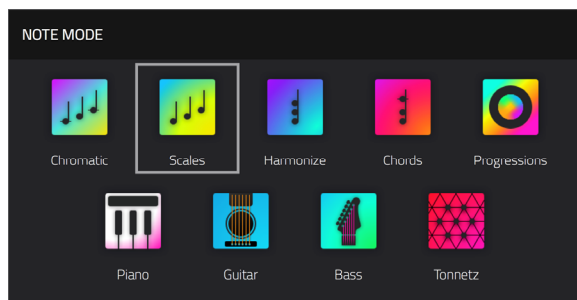 NOTE MODE
Chromatic Scales Harmonize Chords Progressions
Piano Guitar Bass Tonnetz